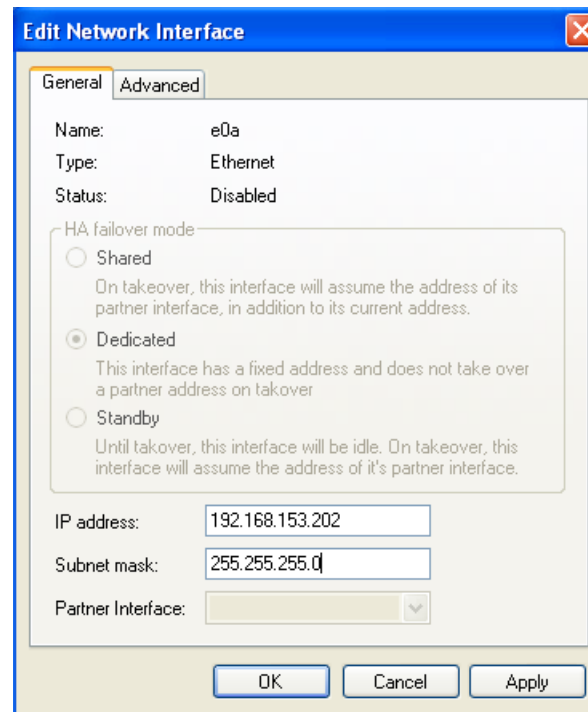 Edit Network Interface
General Advanced
Name: e0a
Type: Ethernet
Status: Disabled
HA failover mode
Shared
On takeover, this interface will assume the address of its
partner interface, in addition to its current address.
Dedicated
This interface has a fixed address and does not take over
a partner address on takover
Standby
Until takover, this interface will be idle. On takeover, this
interface will assume the address of it's partner interface.
IP address: 192.168.153.202
Subnet mask: 255.255.255.0
Partner Interface:
OK Cancel Apply